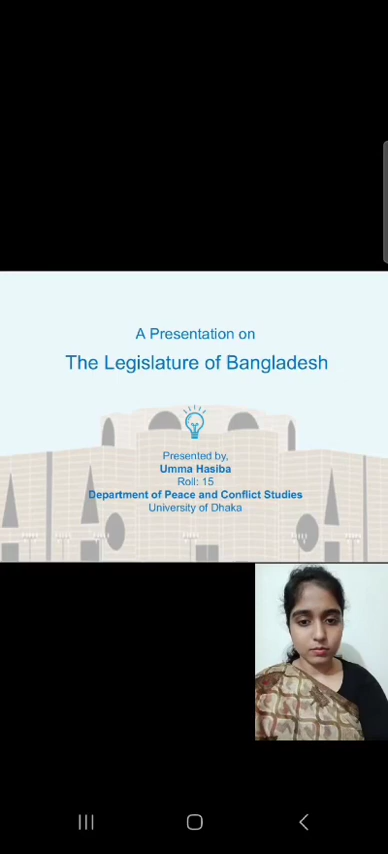 A Presentation on
The Legislature of Bangladesh
Presented by,
Umma Hasiba
Roll: 15
Department of Peace and Conflict Studies
University of Dhaka